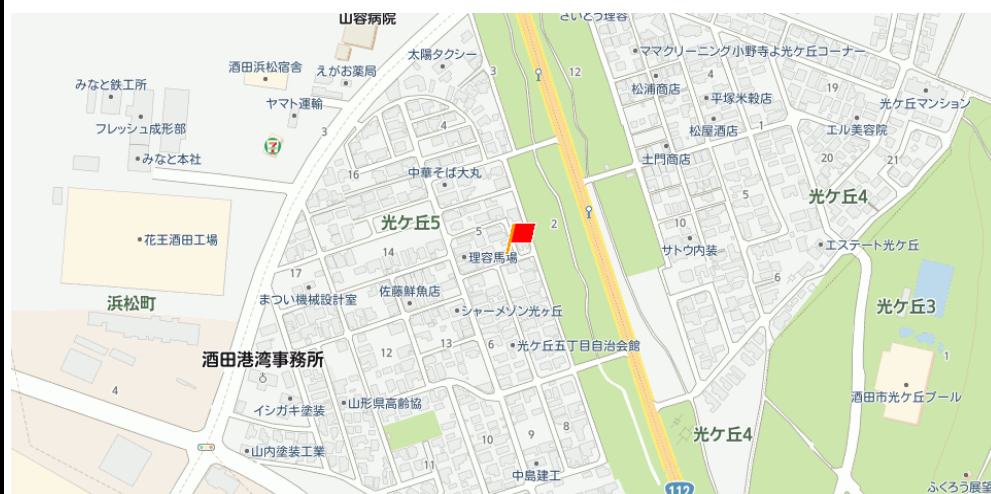 山容病院
さいとう理容
太陽タクシー
ママクリーニング小野寺よ光ケ丘コーナー
酒田浜松宿舎
えがお薬局
3
12
4
みなと鉄工所
松浦商店
19
平塚米穀店
光ケ丘マンション
ヤマト運輸
フレッシュ成形部
3
4
松屋酒店
1
エル美容院
7
みなと本社
土門商店
20
21
16
中華そば大丸
5
光ケ丘4
光ケ丘5
5
2
10
花王酒田工場
14
理容馬場
サトウ内装
エステート光ケ丘
17
6
浜松町
まつい機械設計室
佐藤鮮魚店
シャーメゾン光ヶ丘
光ケ丘3
酒田港湾事務所
12
13
6
光ケ丘五丁目自治会館
1
4
イシガキ塗装
山形県高齢協
酒田市光ケ丘プール
8
9
光ケ丘4
10
山内塗装工業
11
中島建工
112
ふくろう展望